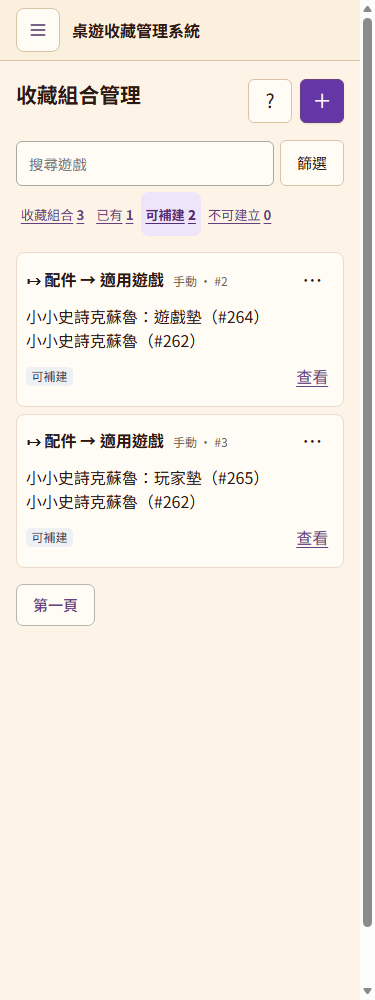 桌遊收藏管理系統
收藏組合管理
?
+
搜尋遊戲
篩選
收藏組合 3 已有 1 可補建 2 不可建立 0
↦ 配件 → 適用遊戲 手動 · #2
小小史詩克蘇魯：遊戲墊（#264）
小小史詩克蘇魯（#262）
可補建
查看
↦ 配件 → 適用遊戲 手動 · #3
小小史詩克蘇魯：玩家墊（#265）
小小史詩克蘇魯（#262）
可補建
查看
第一頁